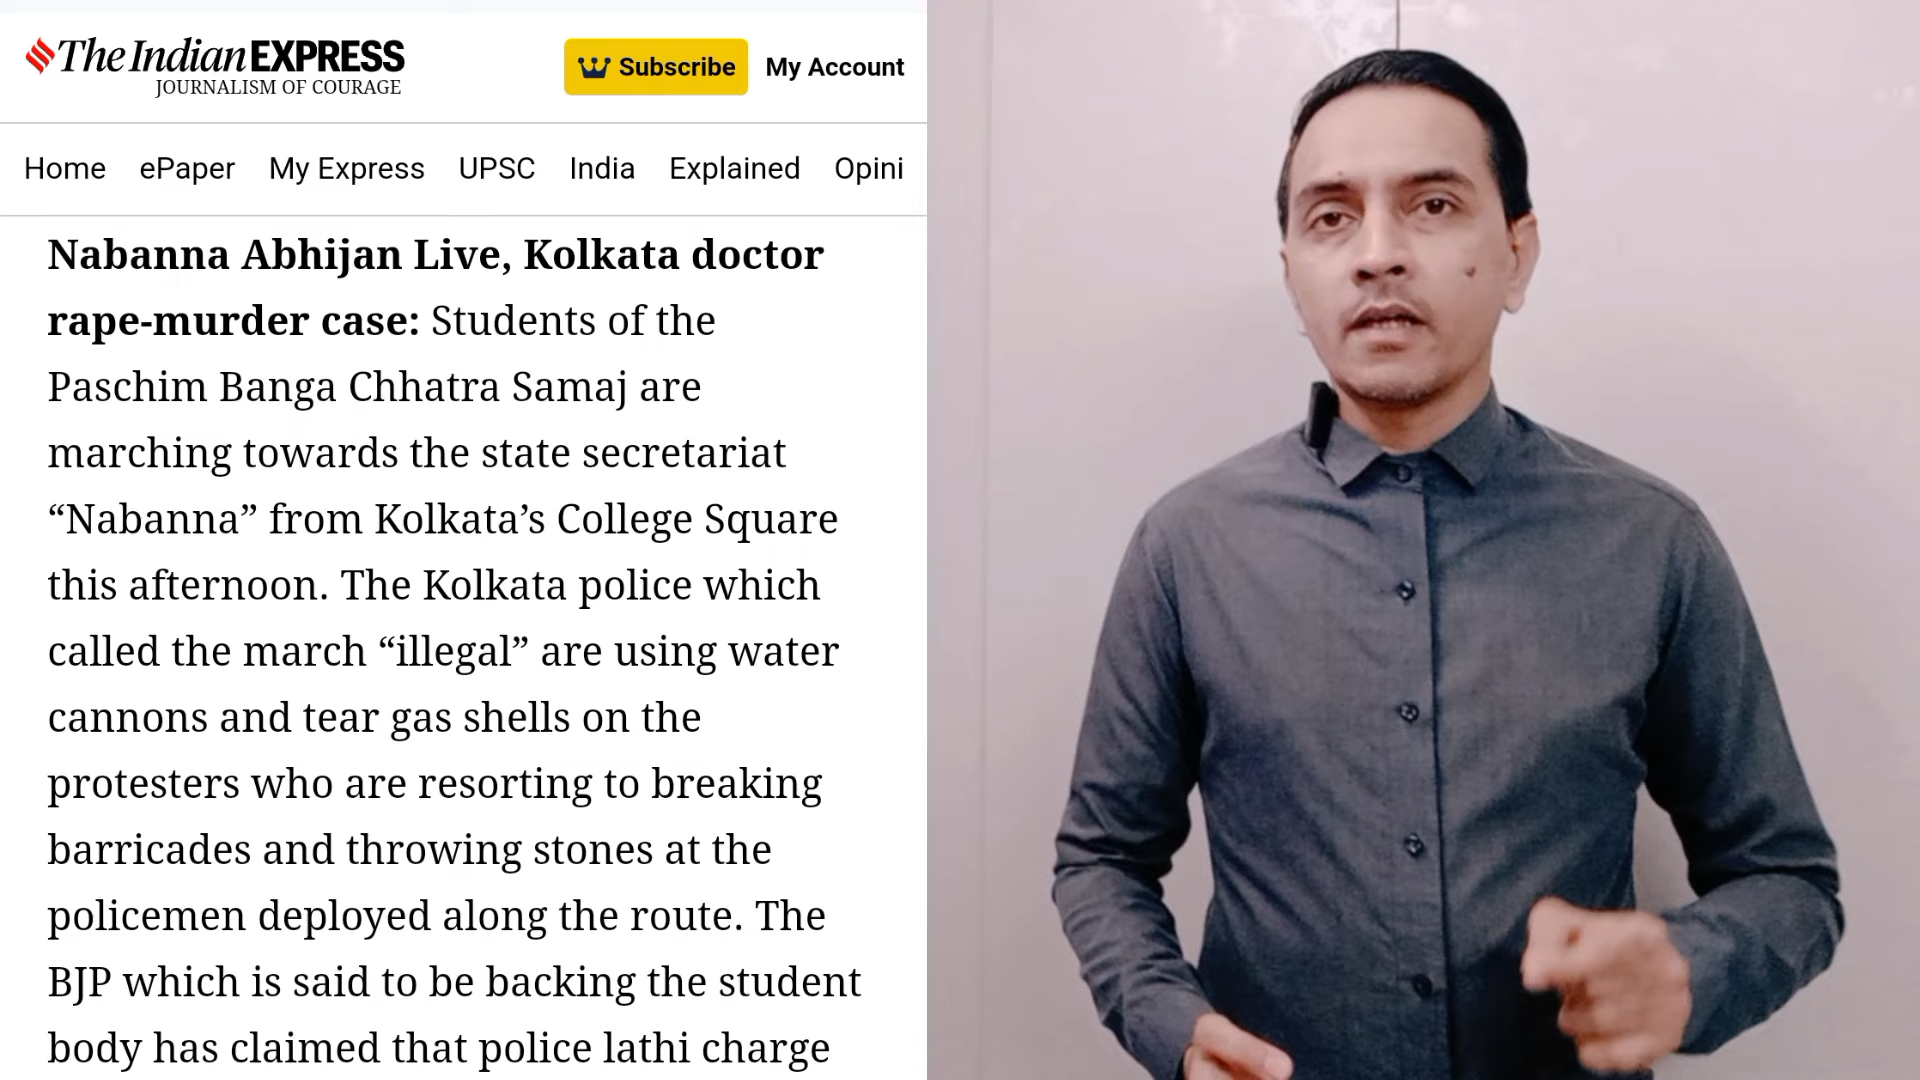 The Indian EXPRESS
JOURNALISM OF COURAGE
Subscribe
My Account
Home ePaper My Express UPSC India Explained Opini
Nabanna Abhijan Live, Kolkata doctor
rape-murder case: Students of the
Paschim Banga Chhatra Samaj are
marching towards the state secretariat
“Nabanna” from Kolkata’s College Square
this afternoon. The Kolkata police which
called the march “illegal” are using water
cannons and tear gas shells on the
protesters who are resorting to breaking
barricades and throwing stones at the
policemen deployed along the route. The
BJP which is said to be backing the student
body has claimed that police lathi charge